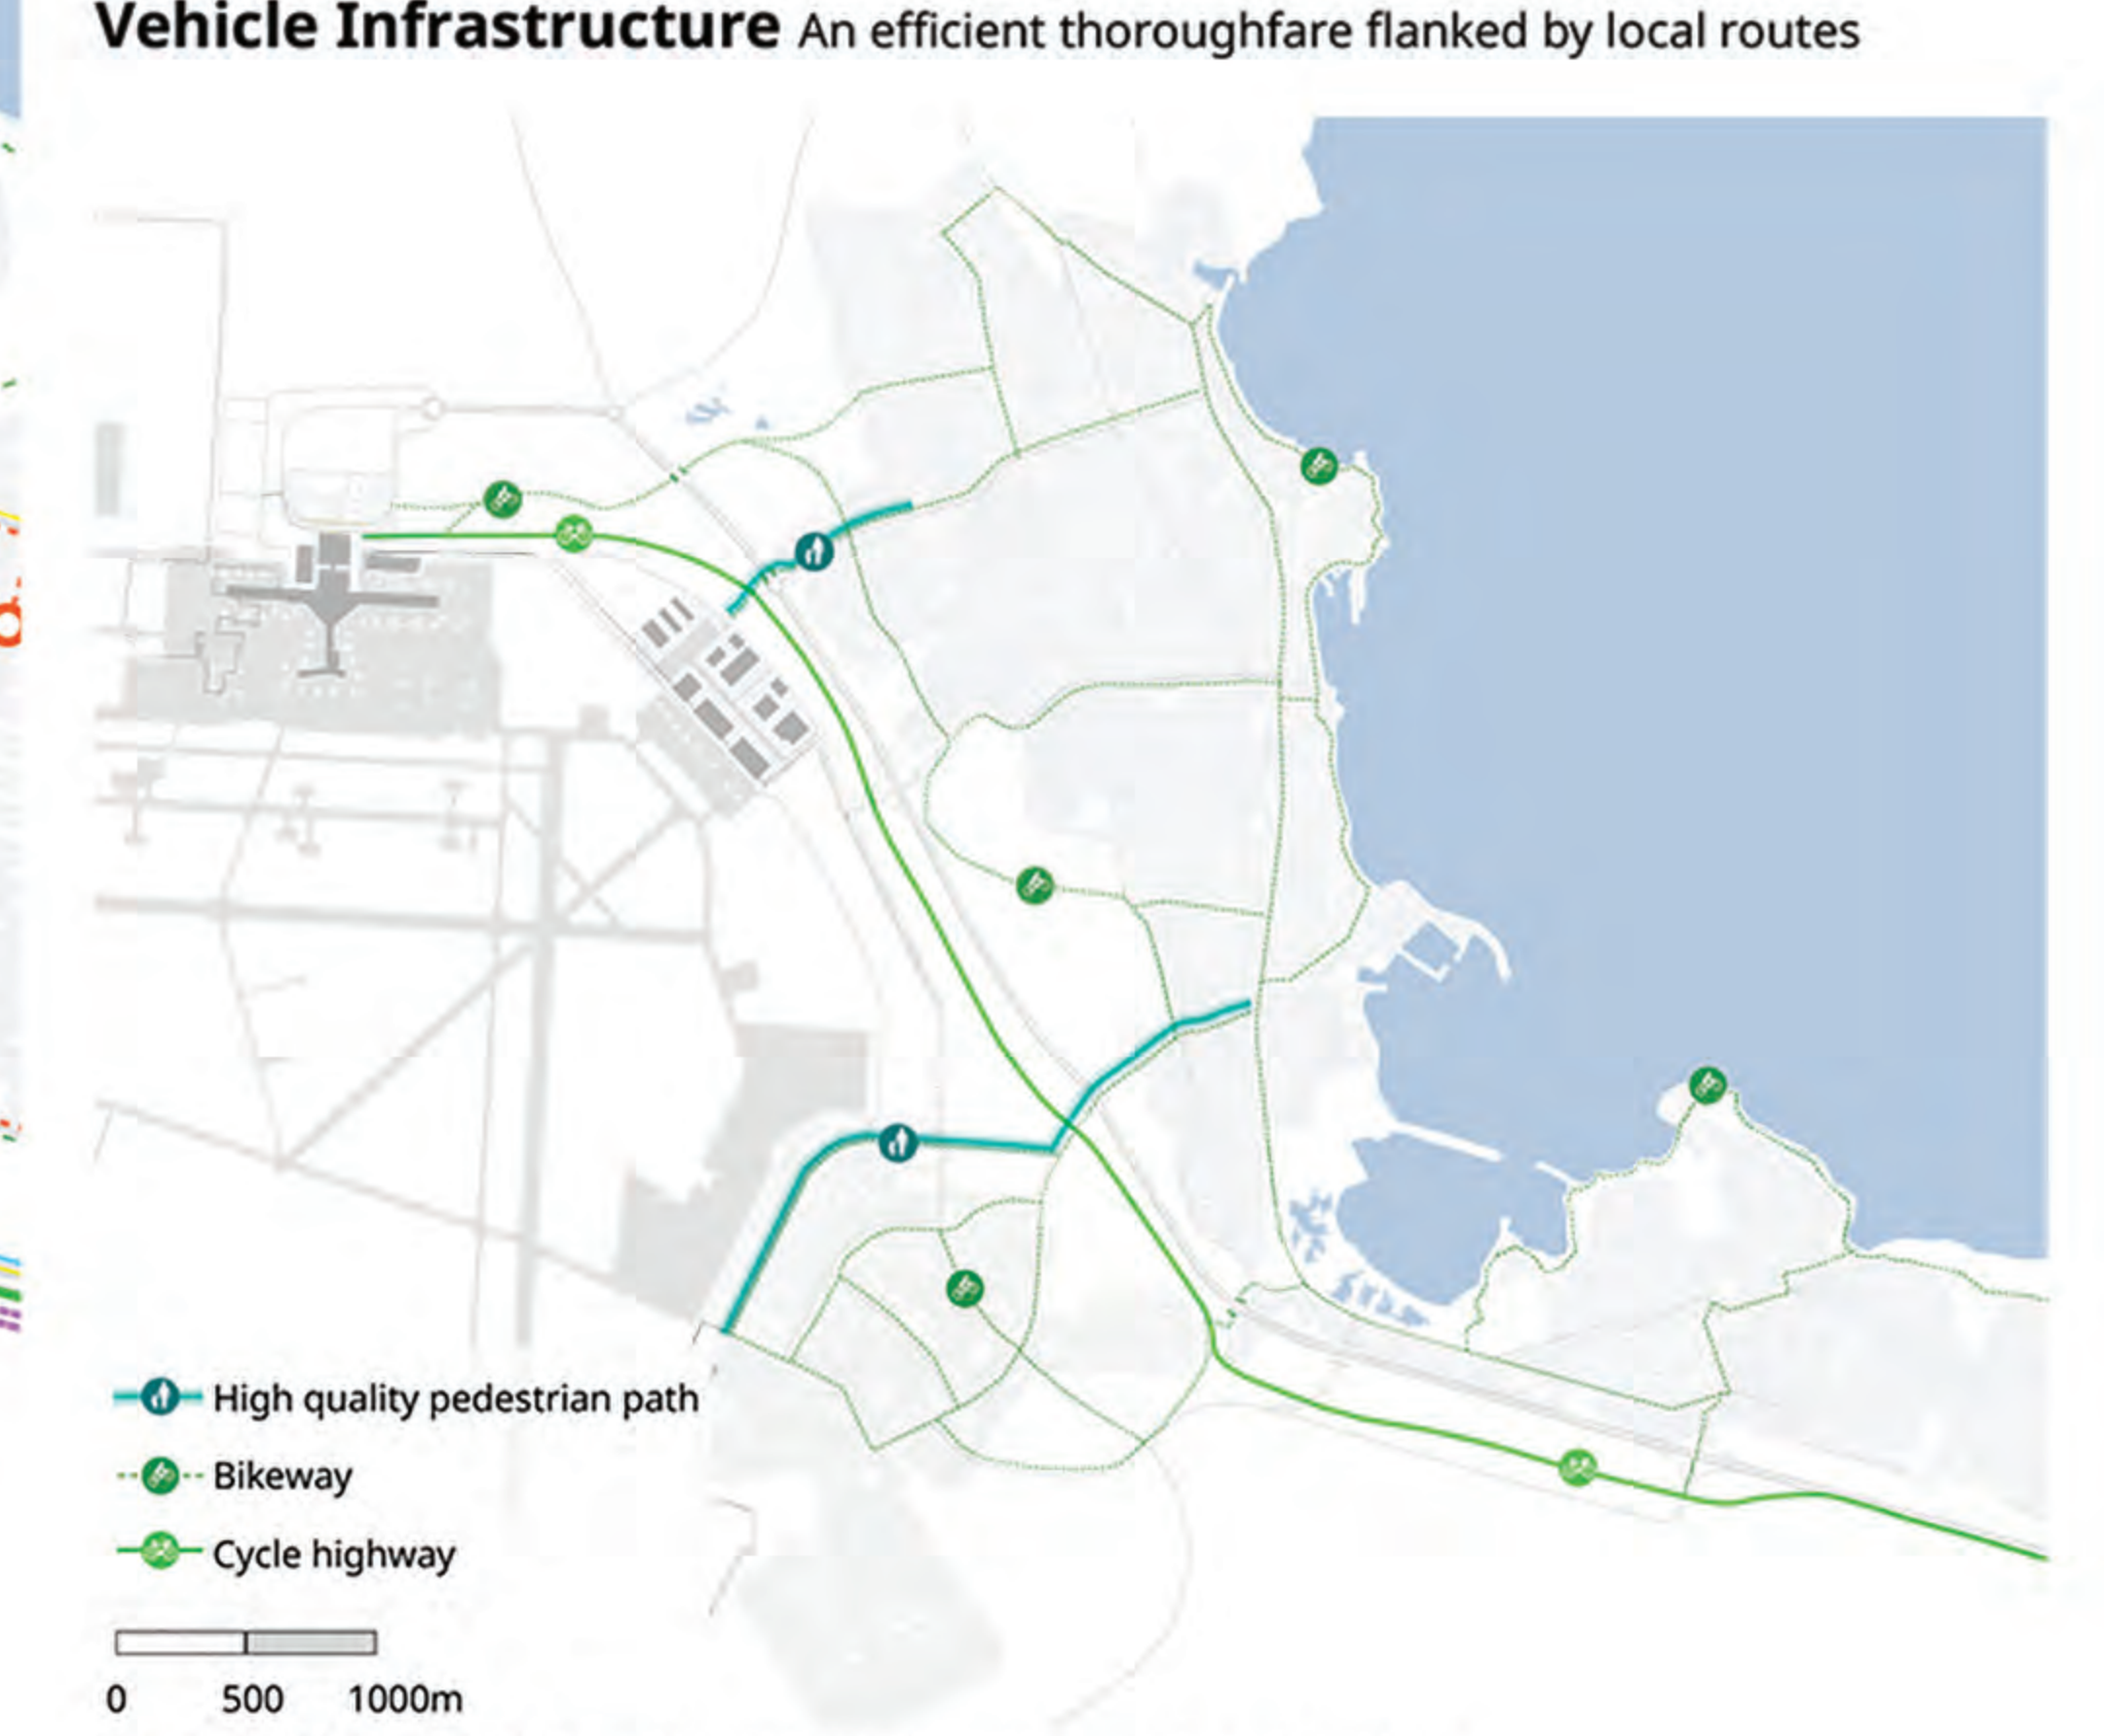 Vehicle Infrastructure An efficient thoroughfare flanked by local routes
High quality pedestrian path
Bikeway
Cycle highway
0 500 1000m